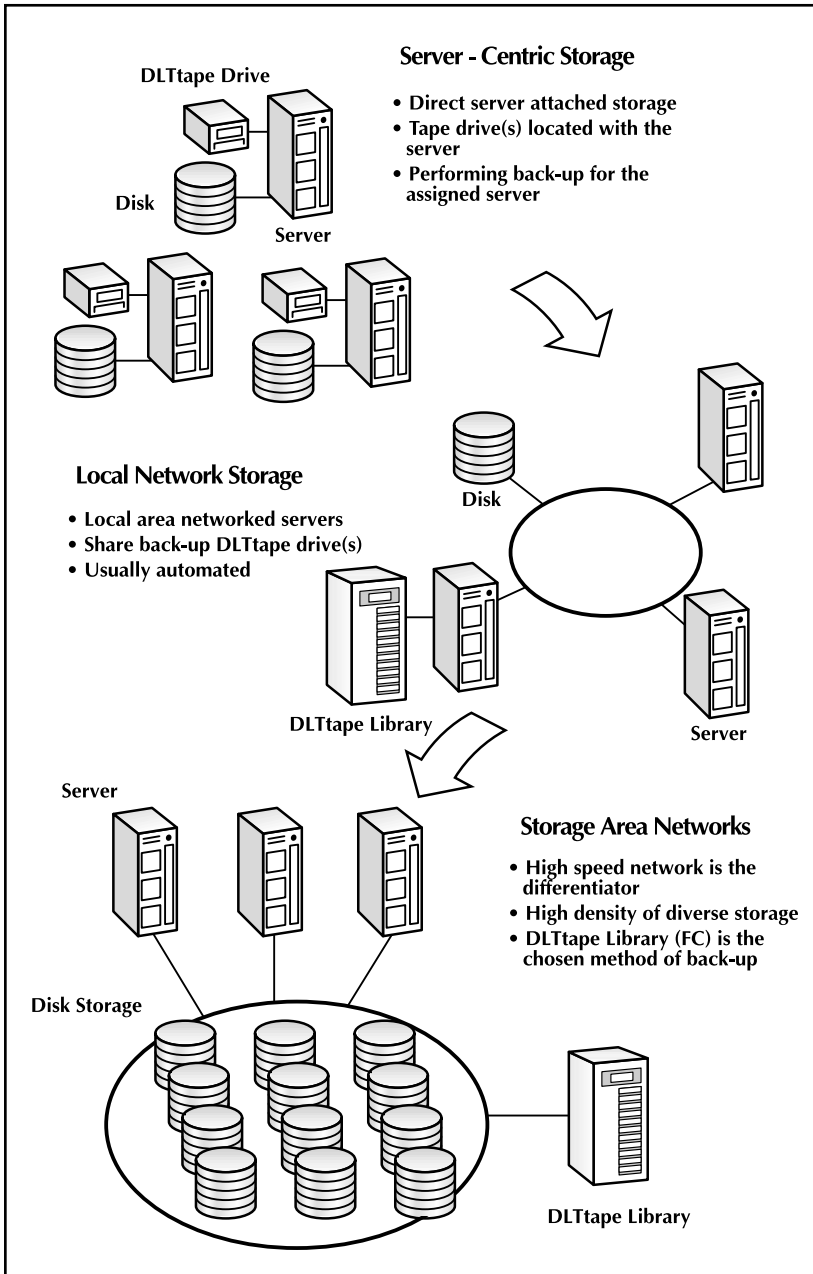 Server - Centric Storage
DLTtape Drive
• Direct server attached storage
• Tape drive(s) located with the
server
• Performing back-up for the
assigned server
Disk
Server
Disk
Local Network Storage
• Local area networked servers
• Share back-up DLTtape drive(s)
• Usually automated
DLTtape Library
Server
Server
Storage Area Networks
• High speed network is the
differentiator
• High density of diverse storage
• DLTtape Library (FC) is the
chosen method of back-up
Disk Storage
DLTtape Library